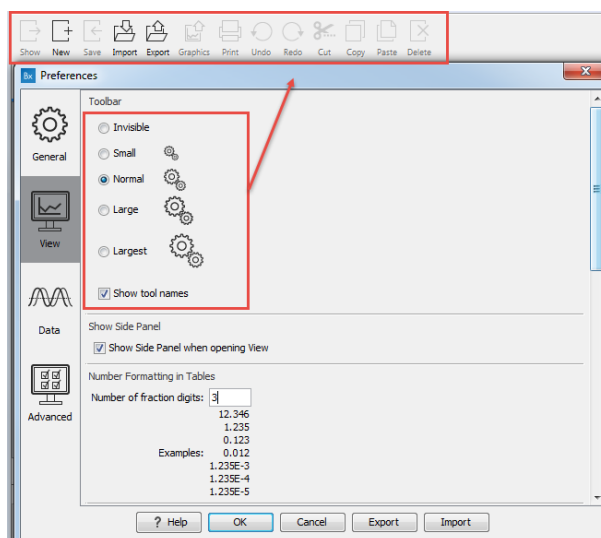 Show New Save Import Export Graphics Print Undo Redo Cut Copy Paste Delete
Bx Preferences
General
View
Data
Advanced
Toolbar
Invisible
Small
Normal
Large
Largest
Show tool names
Show Side Panel
Show Side Panel when opening View
Number Formatting in Tables
Number of fraction digits: 3
12.346
1.235
0.123
Examples: 0.012
1.235E-3
1.235E-4
1.235E-5
? Help OK Cancel Export Import